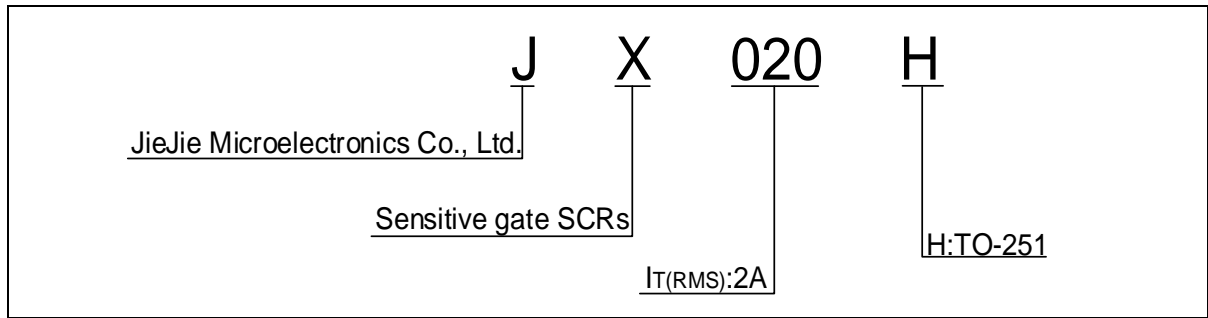 J X 020 H
JieJie Microelectronics Co., Ltd.
Sensitive gate SCRs
H:TO-251
IT(RMS):2A